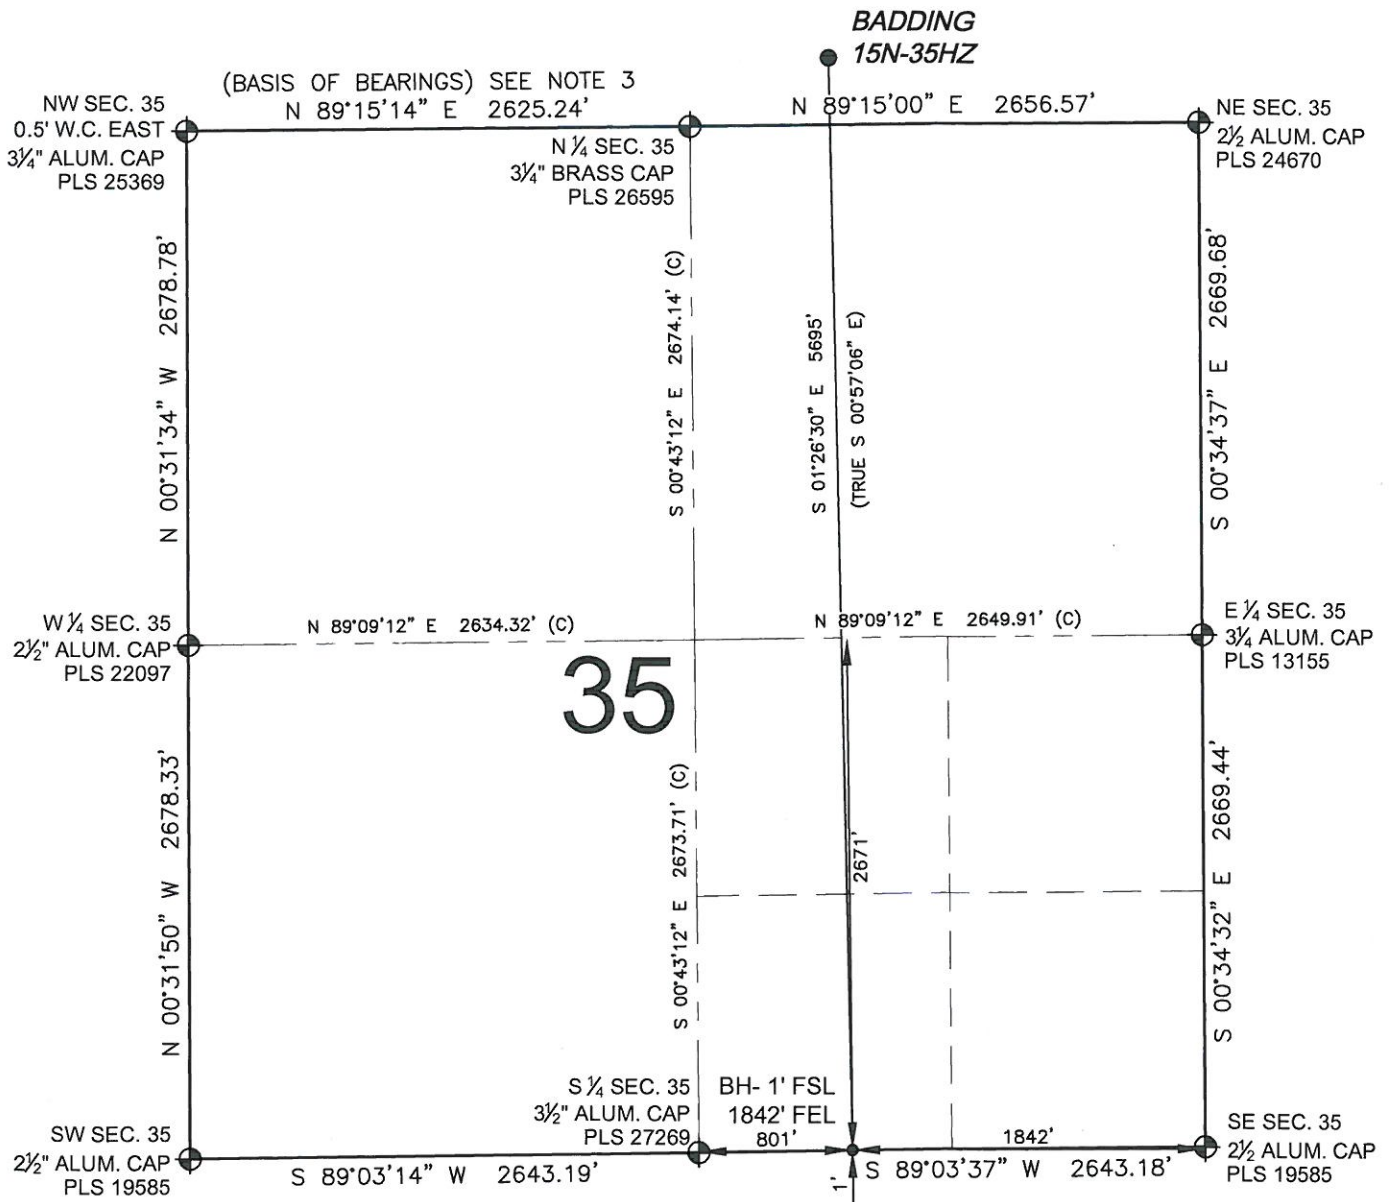 BADDING
15N-35HZ
(BASIS OF BEARINGS) SEE NOTE 3
N 89°15'14" E 2625.24'
N 89°15'00" E 2656.57'
NW SEC. 35
0.5' W.C. EAST
3¼" ALUM. CAP
PLS 25369
N ¼ SEC. 35
3¼" BRASS CAP
PLS 26595
NE SEC. 35
2½ ALUM. CAP
PLS 24670
N 00°31'34" W 2678.78'
S 00°43'12" E 2674.14' (C)
S 01°26'30" E 5695'
(TRUE S 00°57'06" E)
S 00°34'37" E 2669.68'
W ¼ SEC. 35
2½" ALUM. CAP
PLS 22097
N 89°09'12" E 2634.32' (C)
N 89°09'12" E 2649.91' (C)
E ¼ SEC. 35
3¼ ALUM. CAP
PLS 13155
35
N 00°31'50" W 2678.33'
S 00°43'12" E 2673.71' (C)
2671'
S 00°34'32" E 2669.44'
S ¼ SEC. 35
3½" ALUM. CAP
PLS 27269
BH- 1' FSL
1842' FEL
801'
1842'
SW SEC. 35
2½" ALUM. CAP
PLS 19585
S 89°03'14" W 2643.19'
1'
S 89°03'37" W 2643.18'
SE SEC. 35
2½ ALUM. CAP
PLS 19585